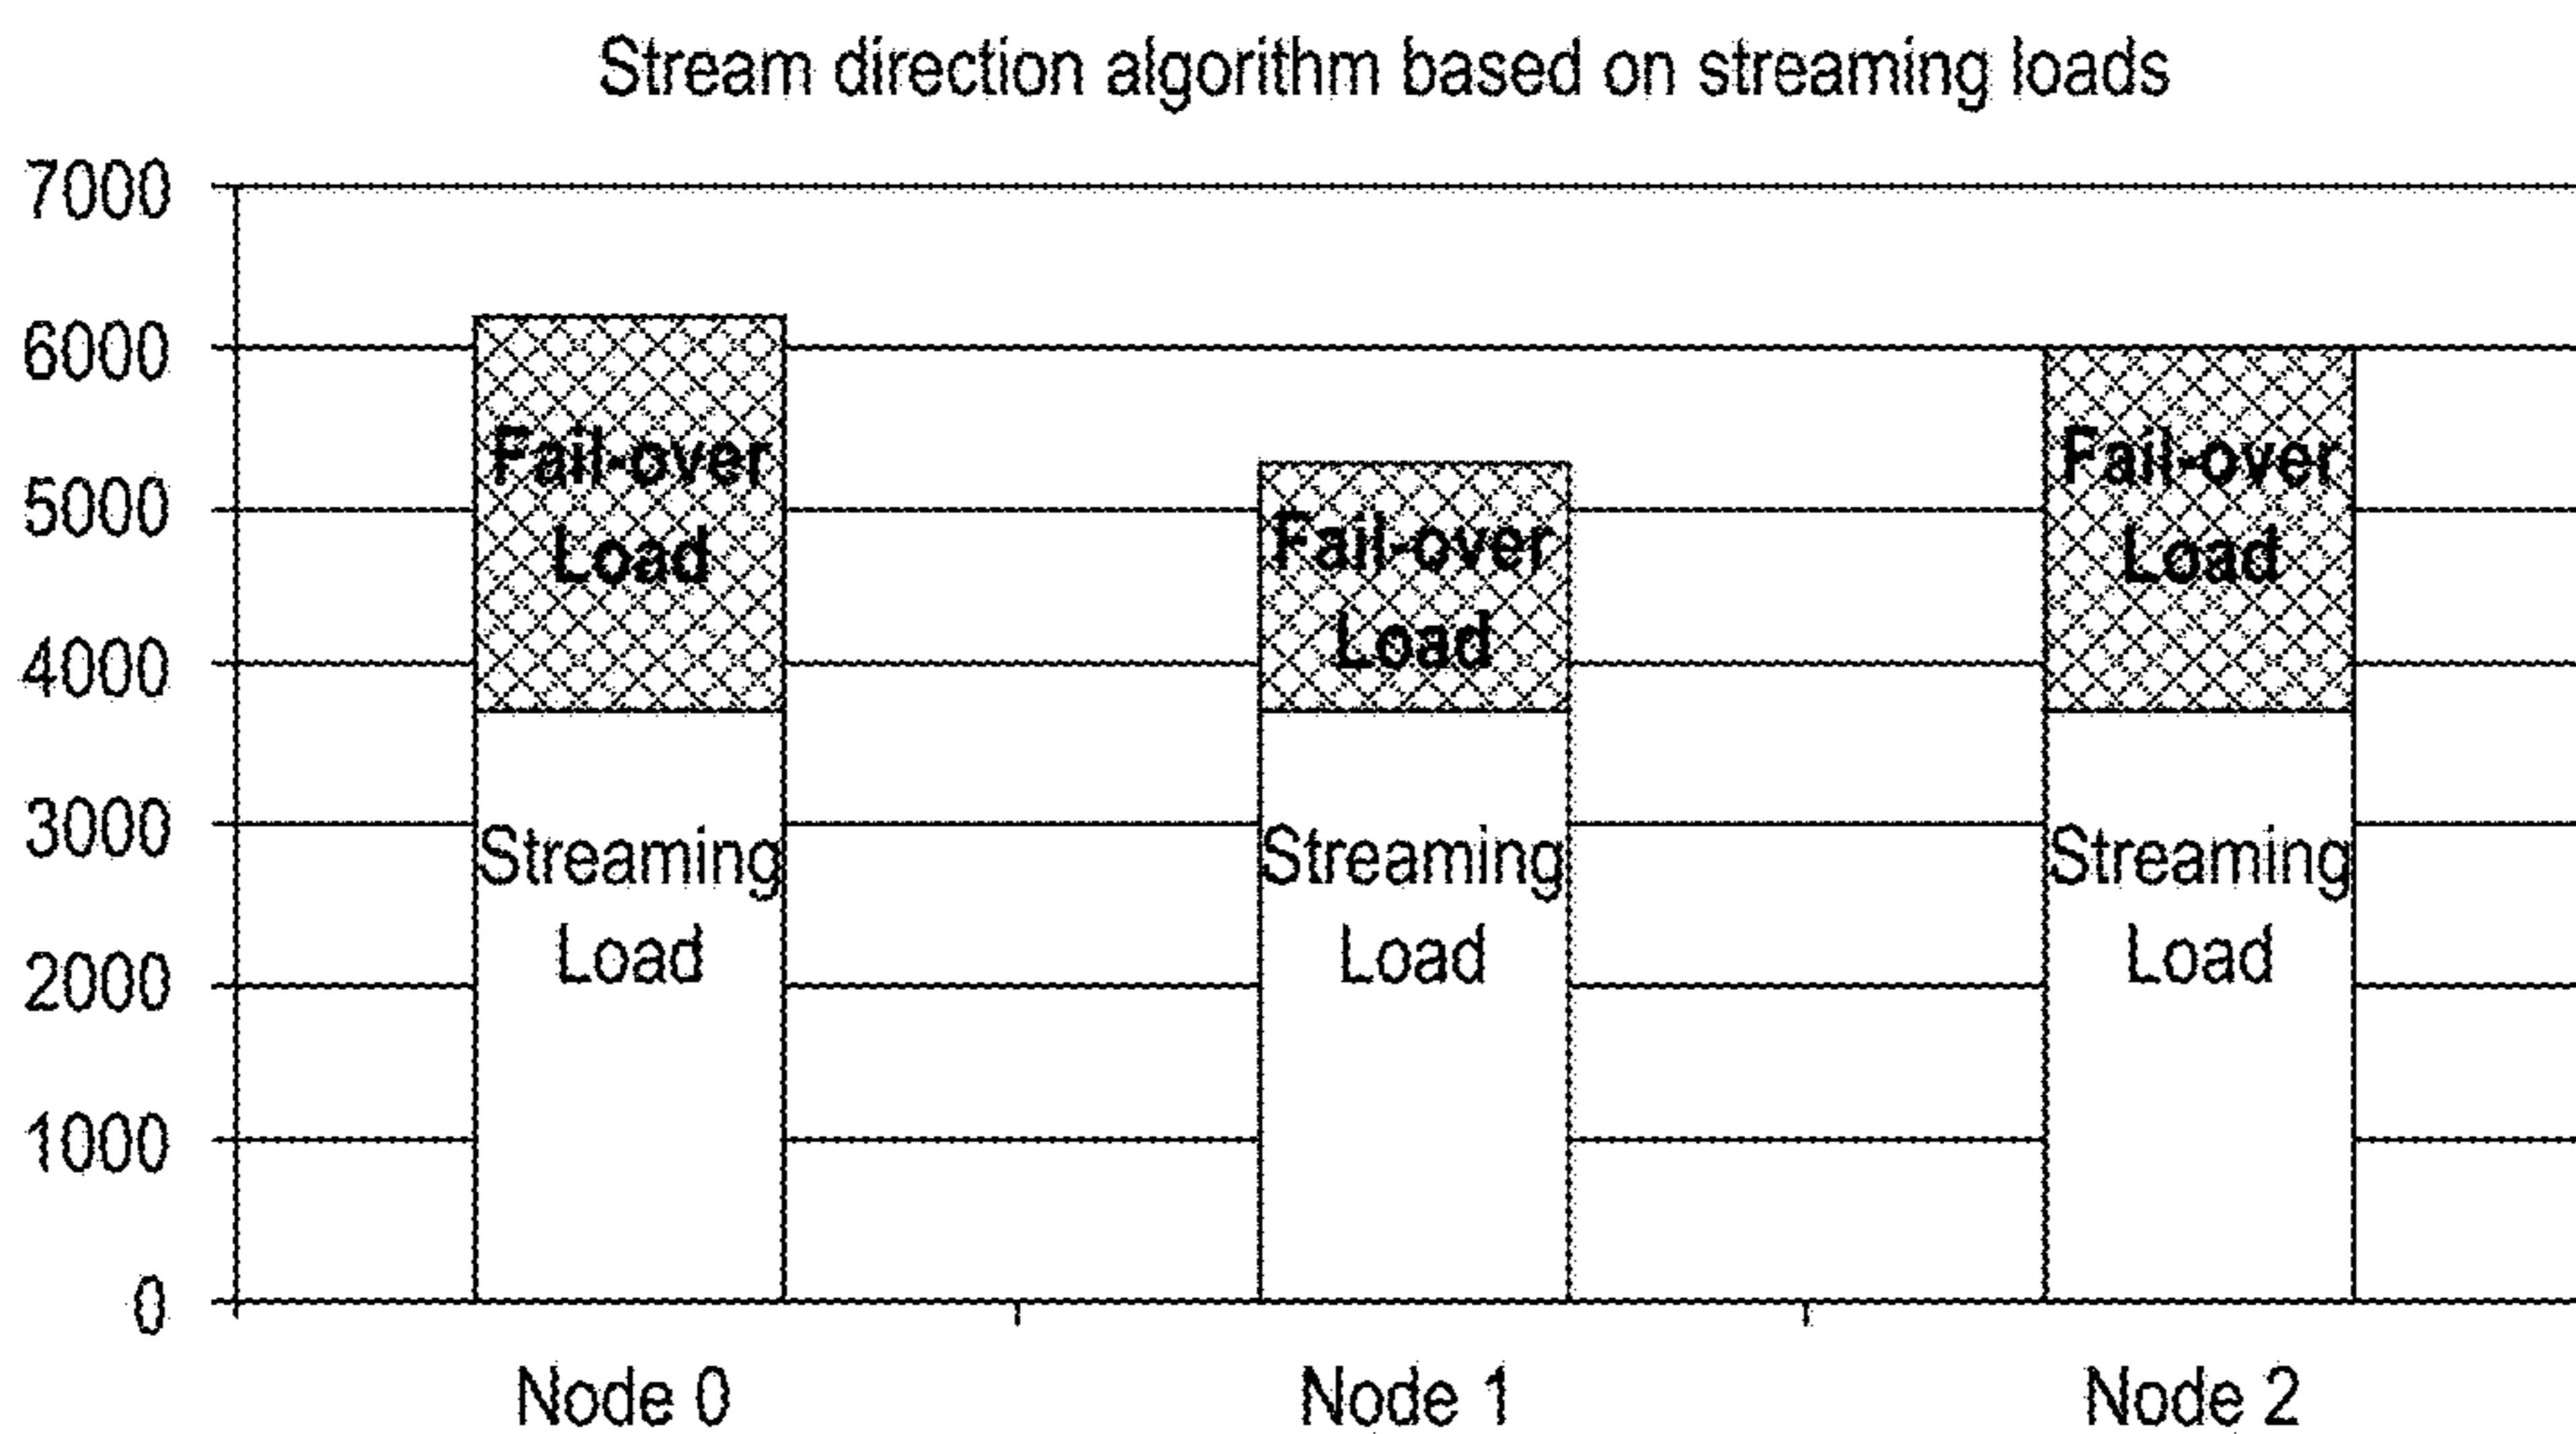 Stream direction algorithm based on streaming loads
7000
6000
5000
4000
3000
2000
1000
0
Fail-over
Load
Streaming
Load
Fail-over
Load
Streaming
Load
Fail-over
Load
Streaming
Load
Node 0
Node 1
Node 2